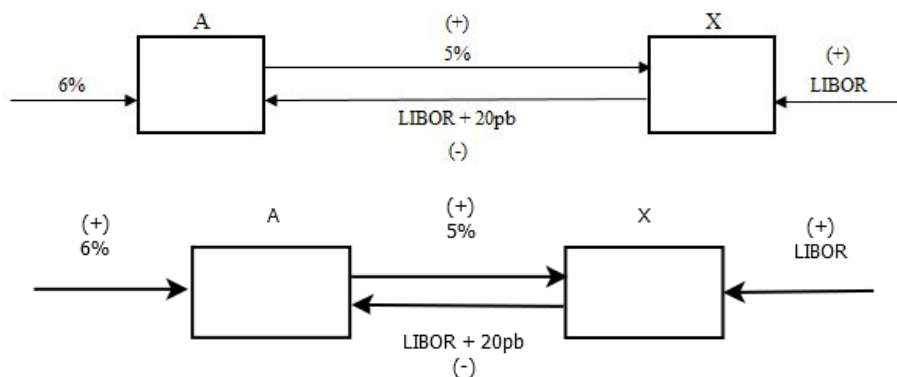 A (+) X
5% (+)
6% LIBOR
LIBOR + 20pb
(-)
(+) A (+) X (+)
6% 5% LIBOR
LIBOR + 20pb
(-)